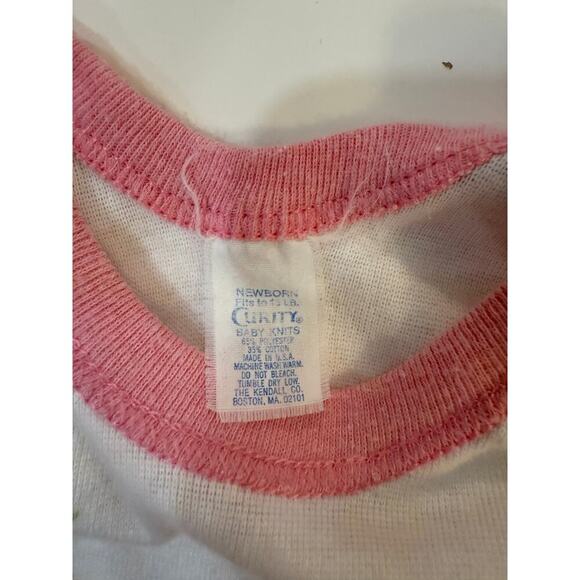 NEWBORN
Fits to 13 LB.
CURITY®
BABY KNITS
65% POLYESTER
35% COTTON
MADE IN U.S.A.
MACHINE WASH WARM.
DO NOT BLEACH.
TUMBLE DRY LOW.
THE KENDALL CO.
BOSTON, MA. 02101